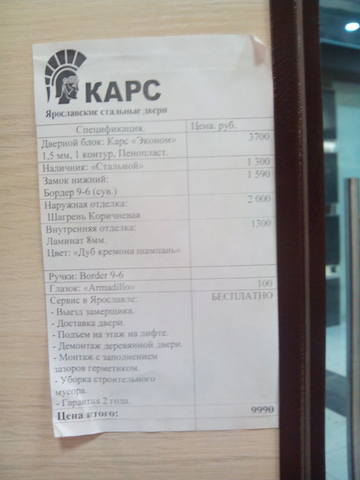 КАРС
Ярославские стальные двери
Спецификация. Цена, руб.
Дверной блок: Карс «Эконом» 3700
1,5 мм, 1 контур, Пенопласт.
Наличник: «Стальной» 1 300
Замок нижний: 1 590
Бордер 9-6 (сув.)
Наружная отделка: 2 000
Шагрень Коричневая
Внутренняя отделка: 1300
Ламинат 8мм.
Цвет: «Дуб кремона шампань»
Ручки: Border 9-6
Глазок: «Armadillo» 100
Сервис в Ярославле: БЕСПЛАТНО
- Выезд замерщика.
- Доставка двери.
- Подъем на этаж на лифте.
- Демонтаж деревянной двери.
- Монтаж с заполнением
зазоров герметиком.
- Уборка строительного
мусора.
- Гарантия 2 года.
Цена итого: 9990